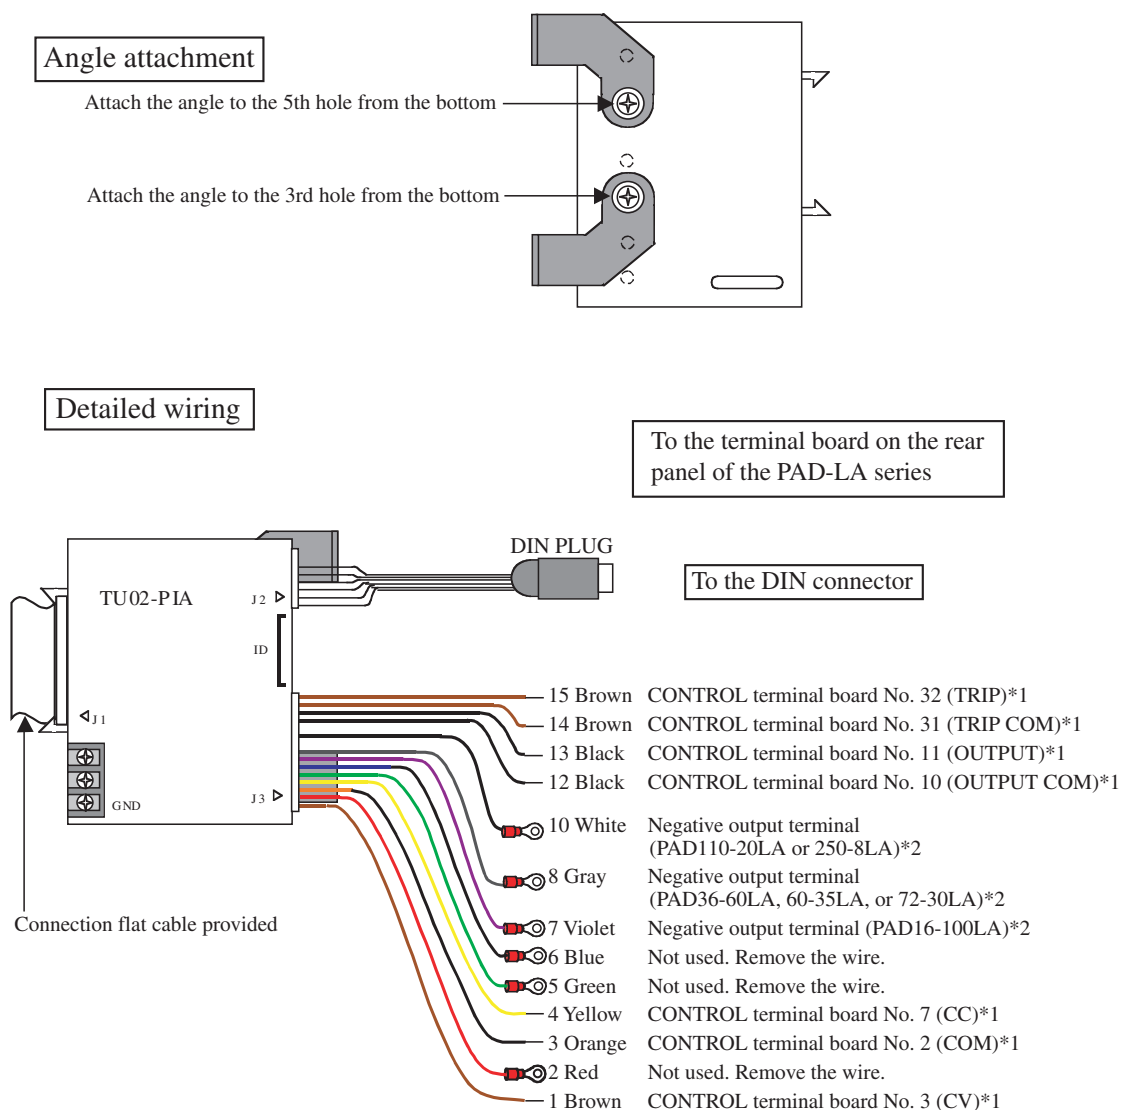 Angle attachment
Attach the angle to the 5th hole from the bottom
Attach the angle to the 3rd hole from the bottom
Detailed wiring
To the terminal board on the rear
panel of the PAD-LA series
DIN PLUG
To the DIN connector
TU02-PIA
J 2
ID
J 1
GND
J 3
15 Brown CONTROL terminal board No. 32 (TRIP)*1
14 Brown CONTROL terminal board No. 31 (TRIP COM)*1
13 Black CONTROL terminal board No. 11 (OUTPUT)*1
12 Black CONTROL terminal board No. 10 (OUTPUT COM)*1
10 White Negative output terminal
(PAD110-20LA or 250-8LA)*2
8 Gray Negative output terminal
(PAD36-60LA, 60-35LA, or 72-30LA)*2
7 Violet Negative output terminal (PAD16-100LA)*2
6 Blue Not used. Remove the wire.
5 Green Not used. Remove the wire.
4 Yellow CONTROL terminal board No. 7 (CC)*1
3 Orange CONTROL terminal board No. 2 (COM)*1
2 Red Not used. Remove the wire.
1 Brown CONTROL terminal board No. 3 (CV)*1
Connection flat cable provided